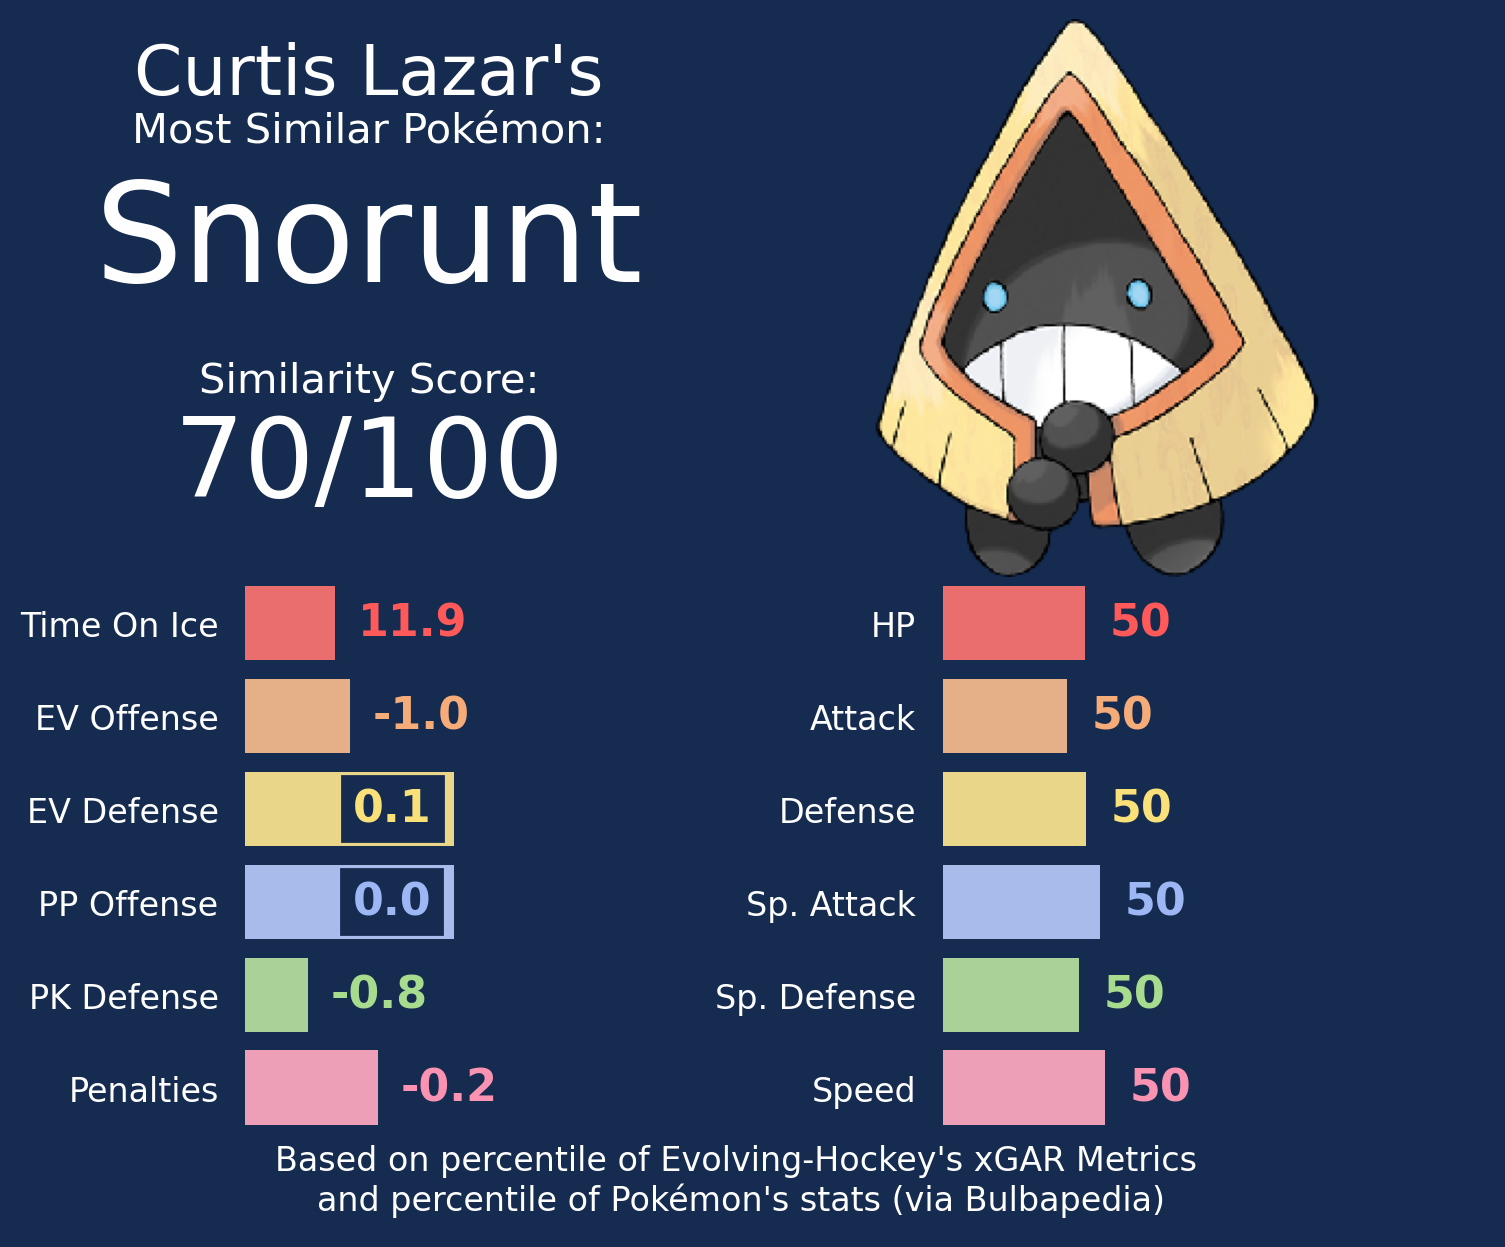 Curtis Lazar's
Most Similar Pokémon:
Snorunt
Similarity Score:
70/100
Time On Ice 11.9
EV Offense -1.0
EV Defense 0.1
PP Offense 0.0
PK Defense -0.8
Penalties -0.2
HP 50
Attack 50
Defense 50
Sp. Attack 50
Sp. Defense 50
Speed 50
Based on percentile of Evolving-Hockey's xGAR Metrics
and percentile of Pokémon's stats (via Bulbapedia)